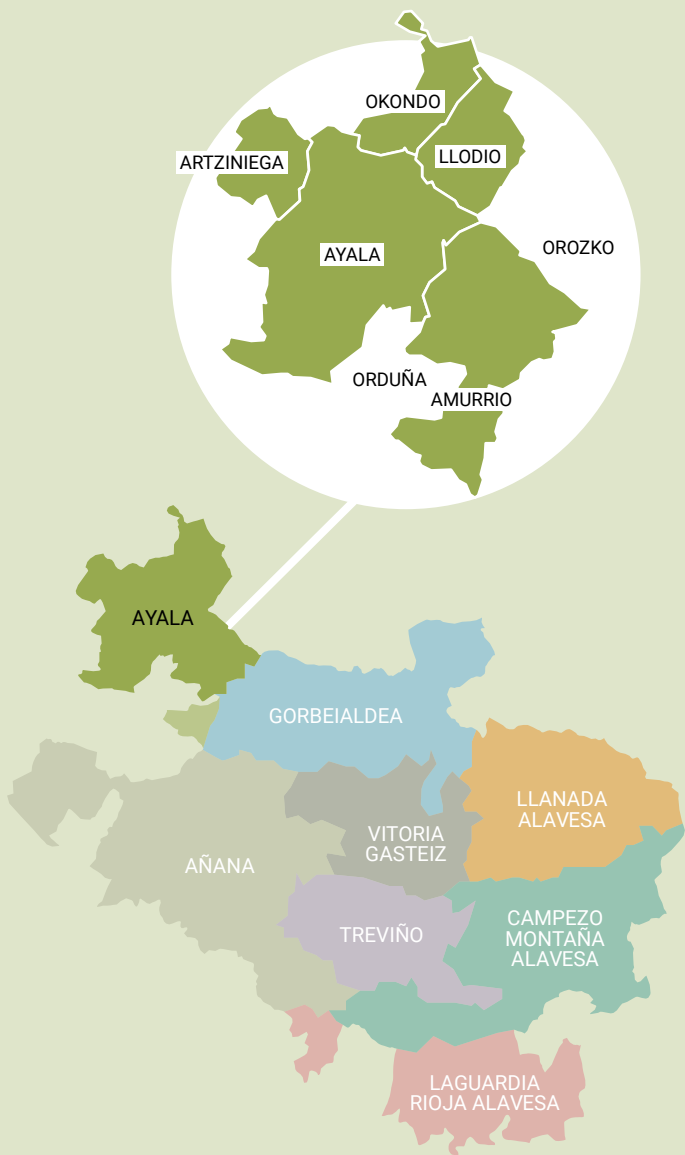 OKONDO
ARTZINIEGA
LLODIO
AYALA
OROZKO
ORDUÑA
AMURRIO
AYALA
GORBEIALDEA
LLANADA
ALAVESA
VITORIA
GASTEIZ
AÑANA
TREVIÑO
CAMPEZO
MONTAÑA
ALAVESA
LAGUARDIA
RIOJA ALAVESA